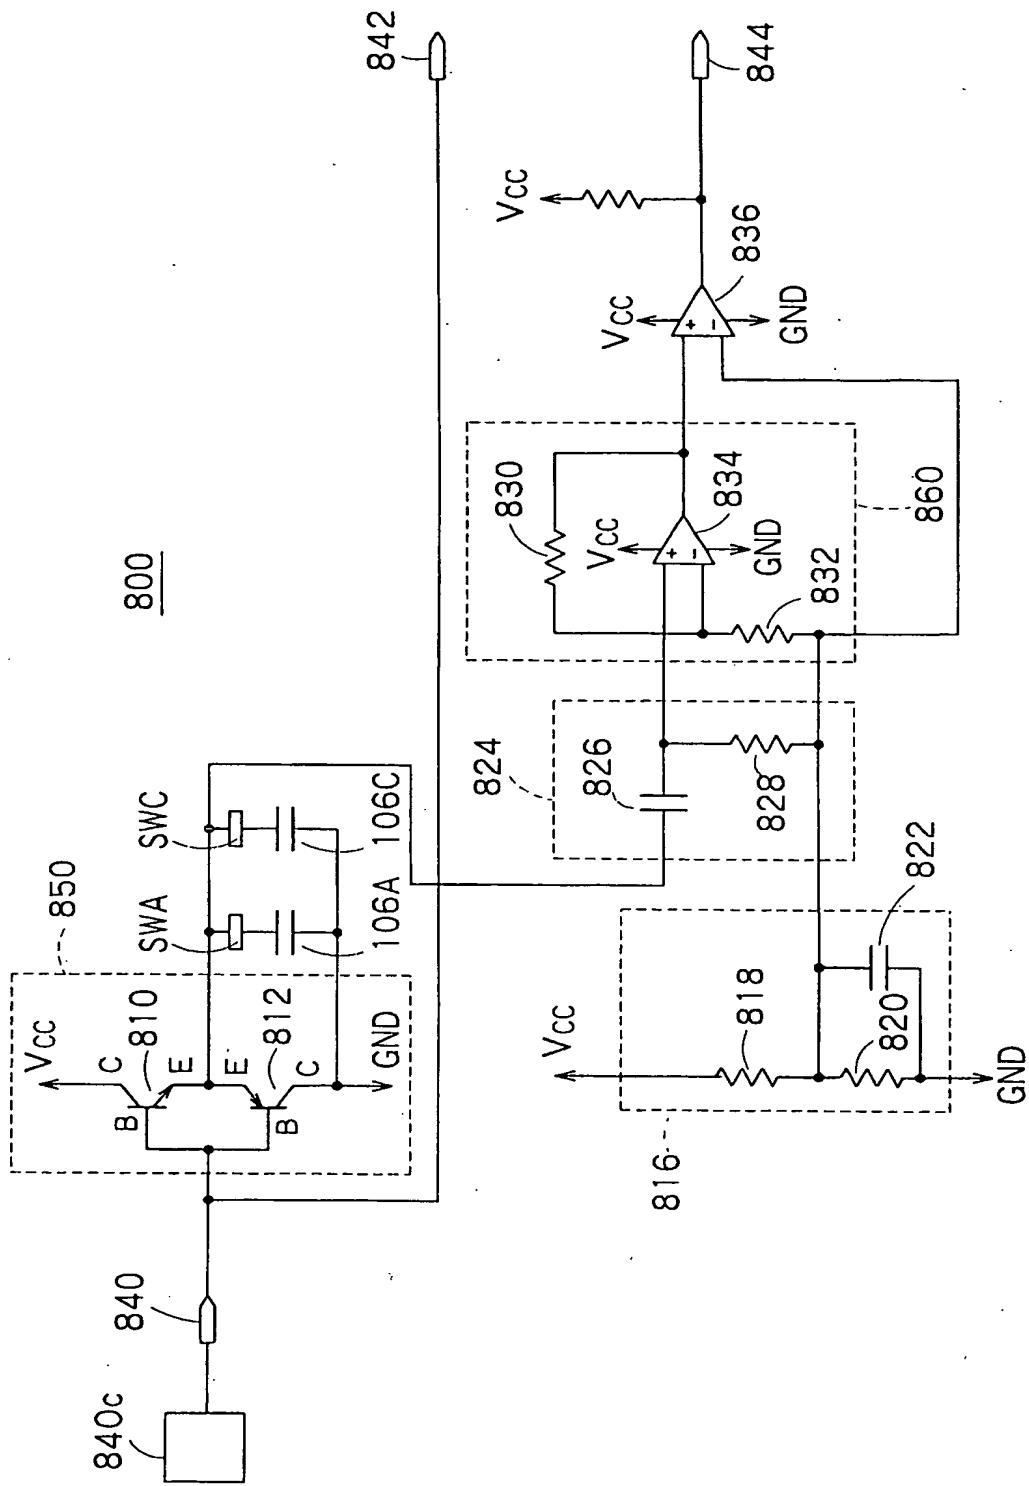 800
840c
840
850
VCC
C
810
B
E
E
812
B
C
GND
SWA
SWC
106A
106C
842
816
VCC
818
820
822
GND
824
826
828
830
VCC
+
−
834
GND
832
860
VCC
+
−
836
GND
VCC
844